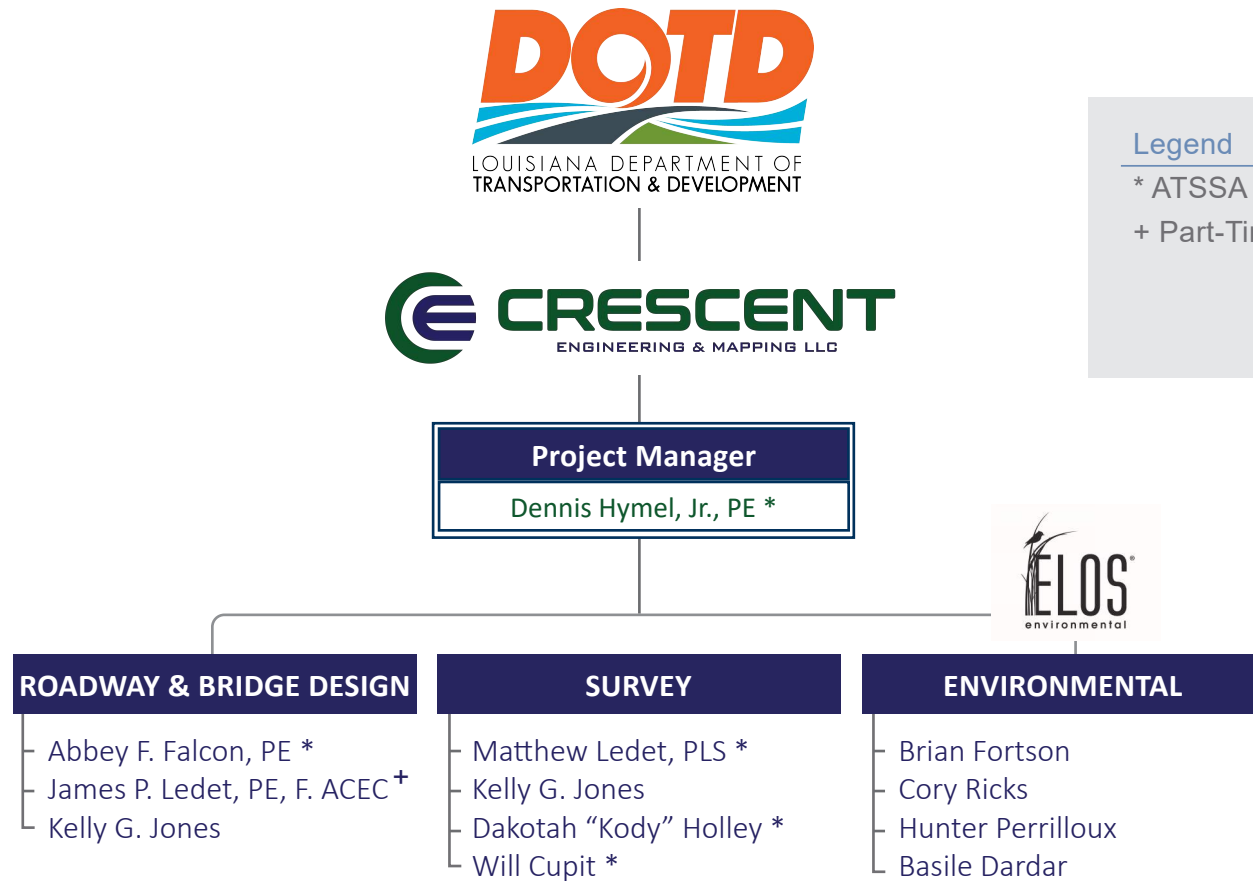 DOTD
LOUISIANA DEPARTMENT OF
TRANSPORTATION & DEVELOPMENT
Legend
* ATSSA
+
CRESCENT
ENGINEERING & MAPPING LLC
Project Manager
Dennis Hymel, Jr., PE *
ELOS®
environmental
ROADWAY & BRIDGE DESIGN
Abbey F. Falcon, PE *
James P. Ledet, PE, F. ACEC +
Kelly G. Jones
SURVEY
Matthew Ledet, PLS *
Kelly G. Jones
Dakotah “Kody” Holley *
Will Cupit *
ENVIRONMENTAL
Brian Fortson
Cory Ricks
Hunter Perrilloux
Basile Dardar